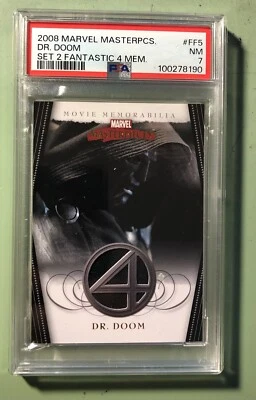 2008 MARVEL MASTERPCS. #FF5
DR. DOOM NM
SET 2 FANTASTIC 4 MEM. 7
PSA 100278190
MOVIE MEMORABILIA
MARVEL
MASTERPIECES
4
DR. DOOM